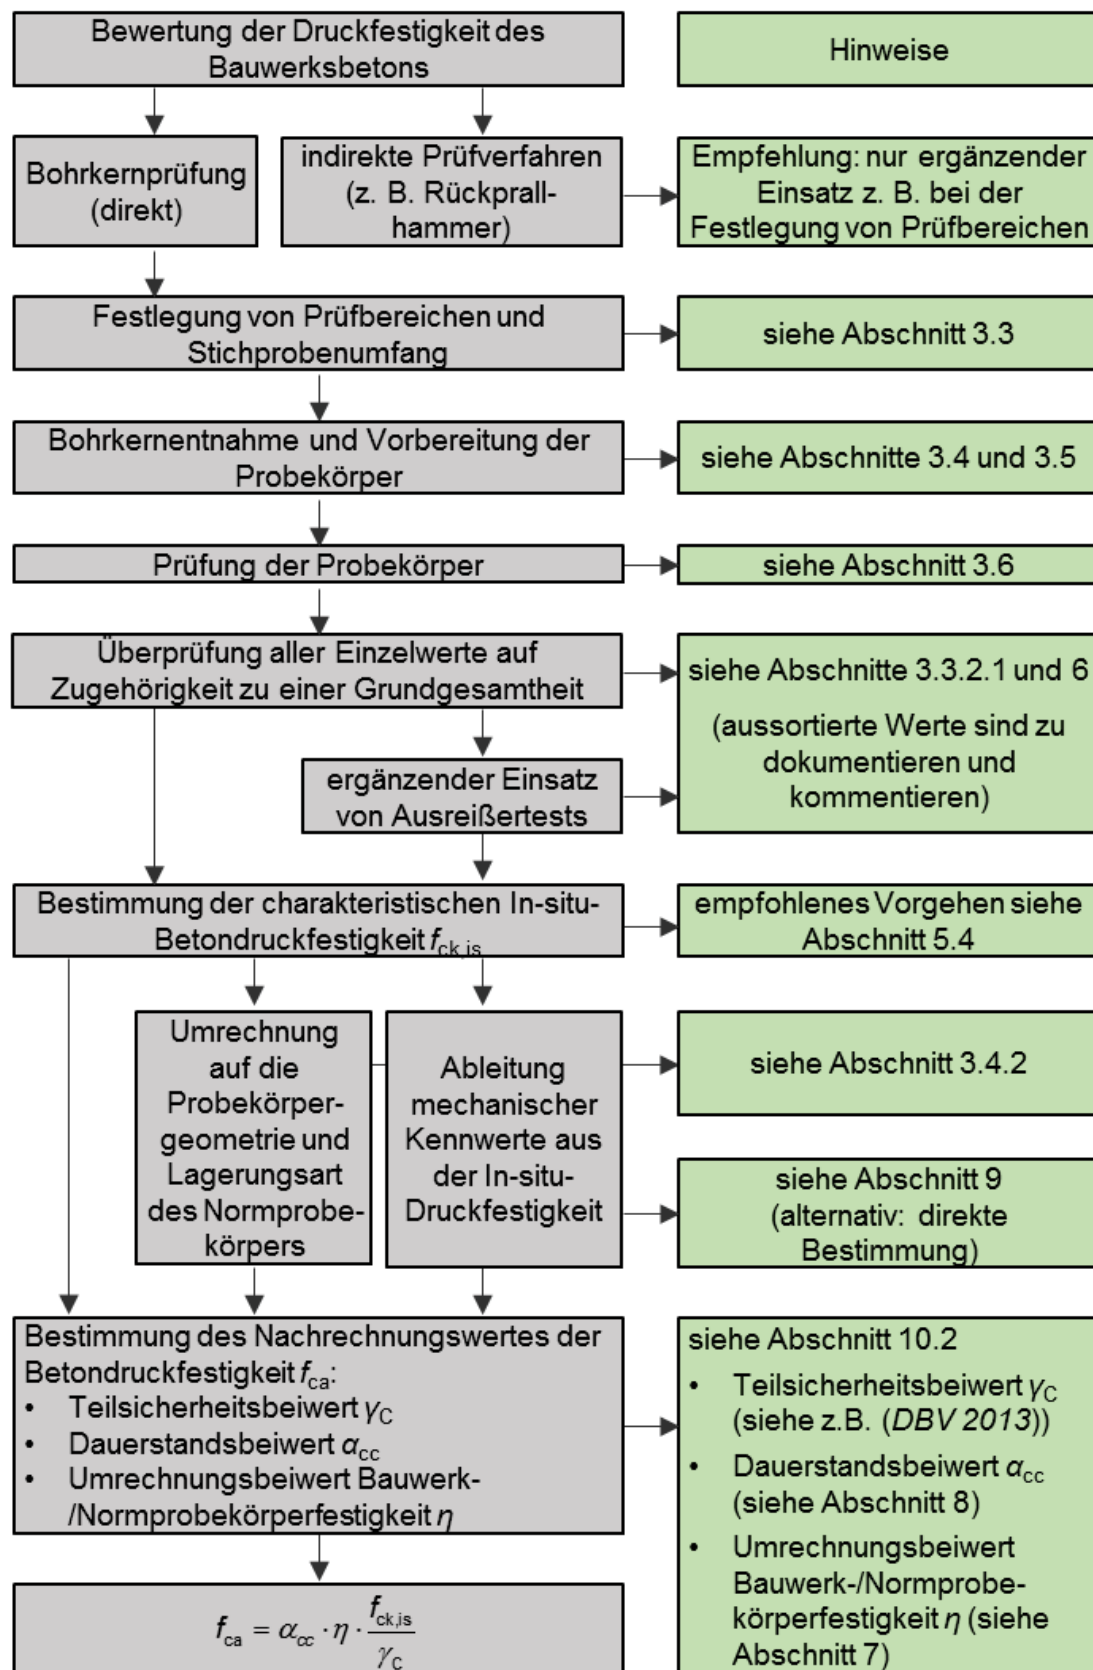 Bewertung der Druckfestigkeit des
Bauwerksbetons
Hinweise
Bohrkernprüfung
(direkt)
indirekte Prüfverfahren
(z. B. Rückprall-
hammer)
Empfehlung: nur ergänzender
Einsatz z. B. bei der
Festlegung von Prüfbereichen
Festlegung von Prüfbereichen und
Stichprobenumfang
siehe Abschnitt 3.3
Bohrkernentnahme und Vorbereitung der
Probekörper
siehe Abschnitte 3.4 und 3.5
Prüfung der Probekörper
siehe Abschnitt 3.6
Überprüfung aller Einzelwerte auf
Zugehörigkeit zu einer Grundgesamtheit
siehe Abschnitte 3.3.2.1 und 6
(aussortierte Werte sind zu
dokumentieren und
kommentieren)
ergänzender Einsatz
von Ausreißertests
Bestimmung der charakteristischen In-situ-
Betondruckfestigkeit f_ck,is
empfohlenes Vorgehen siehe
Abschnitt 5.4
Umrechnung
auf die
Probekörper-
geometrie und
Lagerungsart
des Normprobe-
körpers
Ableitung
mechanischer
Kennwerte aus
der In-situ-
Druckfestigkeit
siehe Abschnitt 3.4.2
siehe Abschnitt 9
(alternativ: direkte
Bestimmung)
Bestimmung des Nachrechnungswertes der
Betondruckfestigkeit f_ca:
• Teilsicherheitsbeiwert γ_C
• Dauerstandsbeiwert α_cc
• Umrechnungsbeiwert Bauwerk-
/Normprobekörperfestigkeit η
siehe Abschnitt 10.2
• Teilsicherheitsbeiwert γ_C
(siehe z.B. (DBV 2013))
• Dauerstandsbeiwert α_cc
(siehe Abschnitt 8)
• Umrechnungsbeiwert
Bauwerk-/Normprobe-
körperfestigkeit η (siehe
Abschnitt 7)
f_ca = α_cc · η · f_ck,is / γ_C